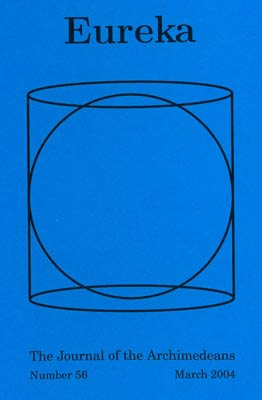 Eureka
The Journal of the Archimedeans
Number 56 March 2004